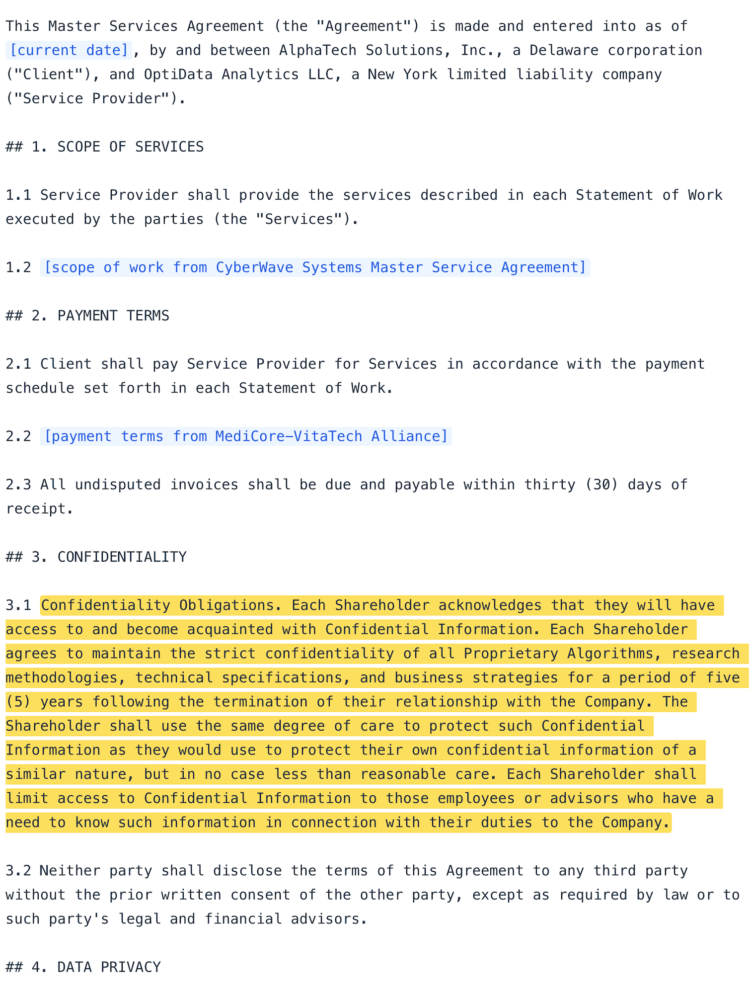 This Master Services Agreement (the "Agreement") is made and entered into as of
[current date], by and between AlphaTech Solutions, Inc., a Delaware corporation
("Client"), and OptiData Analytics LLC, a New York limited liability company
("Service Provider").
## 1. SCOPE OF SERVICES
1.1 Service Provider shall provide the services described in each Statement of Work
executed by the parties (the "Services").
1.2 [scope of work from CyberWave Systems Master Service Agreement]
## 2. PAYMENT TERMS
2.1 Client shall pay Service Provider for Services in accordance with the payment
schedule set forth in each Statement of Work.
2.2 [payment terms from MediCore–VitaTech Alliance]
2.3 All undisputed invoices shall be due and payable within thirty (30) days of
receipt.
## 3. CONFIDENTIALITY
3.1 Confidentiality Obligations. Each Shareholder acknowledges that they will have
access to and become acquainted with Confidential Information. Each Shareholder
agrees to maintain the strict confidentiality of all Proprietary Algorithms, research
methodologies, technical specifications, and business strategies for a period of five
(5) years following the termination of their relationship with the Company. The
Shareholder shall use the same degree of care to protect such Confidential
Information as they would use to protect their own confidential information of a
similar nature, but in no case less than reasonable care. Each Shareholder shall
limit access to Confidential Information to those employees or advisors who have a
need to know such information in connection with their duties to the Company.
3.2 Neither party shall disclose the terms of this Agreement to any third party
without the prior written consent of the other party, except as required by law or to
such party's legal and financial advisors.
## 4. DATA PRIVACY